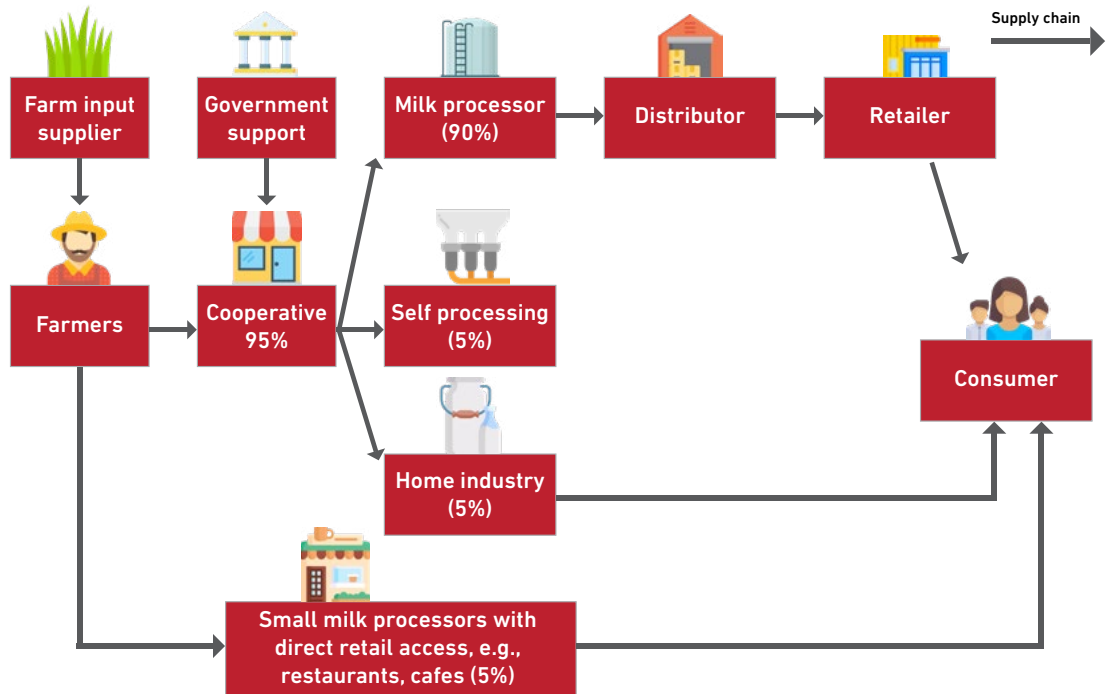 Supply chain
Farm input
supplier
Government
support
Milk processor
(90%)
Distributor
Retailer
Farmers
Cooperative
95%
Self processing
(5%)
Consumer
Home industry
(5%)
Small milk processors with
direct retail access, e.g.,
restaurants, cafes (5%)